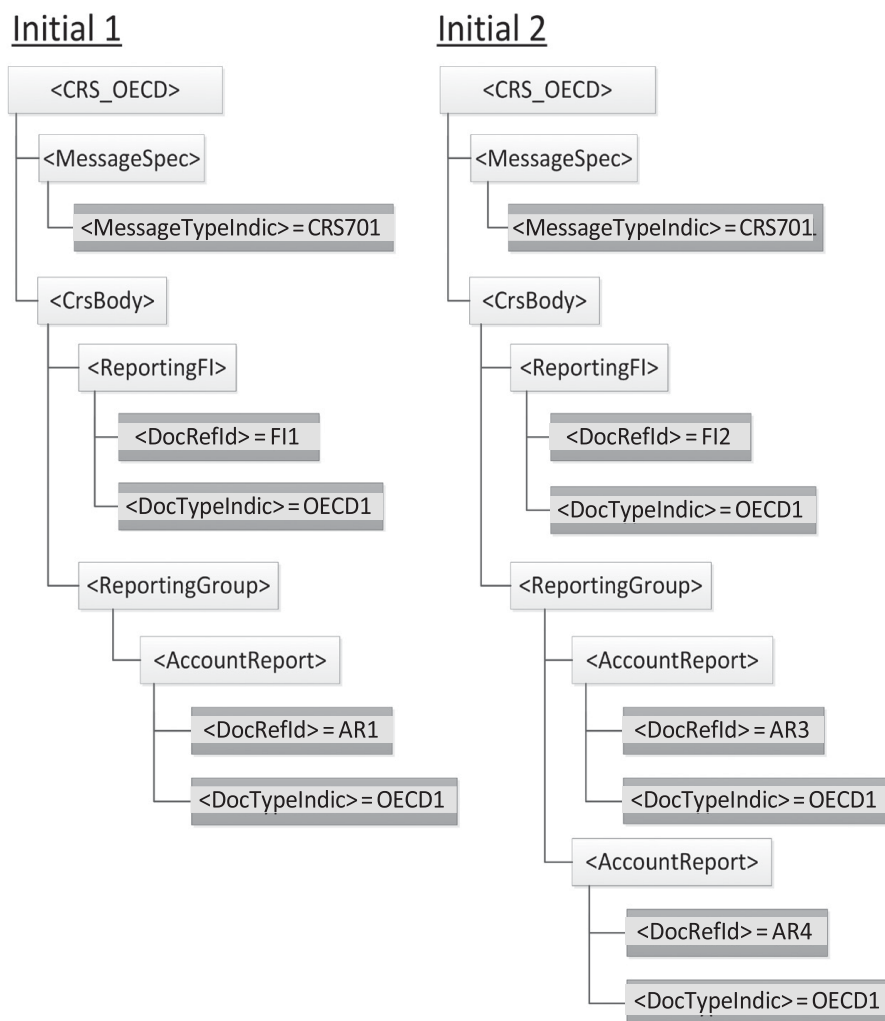 Initial 1
<CRS_OECD>
<MessageSpec>
<MessageTypeIndic> = CRS701
<CrsBody>
<ReportingFI>
<DocRefId> = FI1
<DocTypeIndic> = OECD1
<ReportingGroup>
<AccountReport>
<DocRefId> = AR1
<DocTypeIndic> = OECD1
Initial 2
<CRS_OECD>
<MessageSpec>
<MessageTypeIndic> = CRS701
<CrsBody>
<ReportingFI>
<DocRefId> = FI2
<DocTypeIndic> = OECD1
<ReportingGroup>
<AccountReport>
<DocRefId> = AR3
<DocTypeIndic> = OECD1
<AccountReport>
<DocRefId> = AR4
<DocTypeIndic> = OECD1